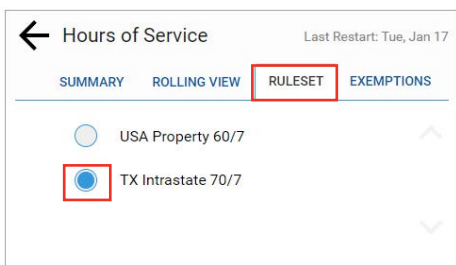 Hours of Service Last Restart: Tue, Jan 17
SUMMARY ROLLING VIEW RULESET EXEMPTIONS
USA Property 60/7
TX Intrastate 70/7